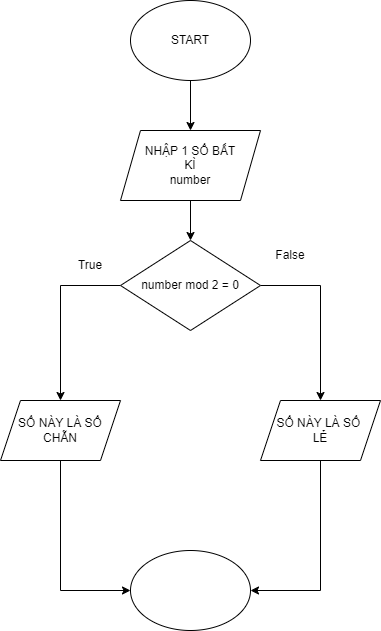 START
NHẬP 1 SỐ BẤT
KÌ
number
True
False
number mod 2 = 0
SỐ NÀY LÀ SỐ
CHẴN
SỐ NÀY LÀ SỐ
LẺ